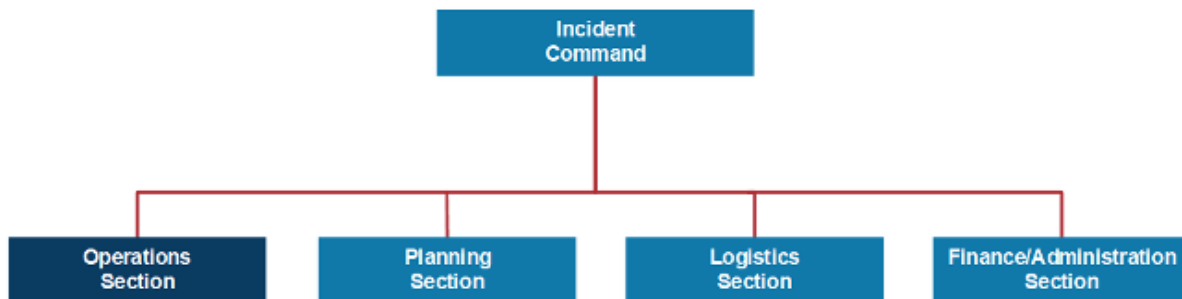 Incident
Command
Operations
Section
Planning
Section
Logistics
Section
Finance/Administration
Section